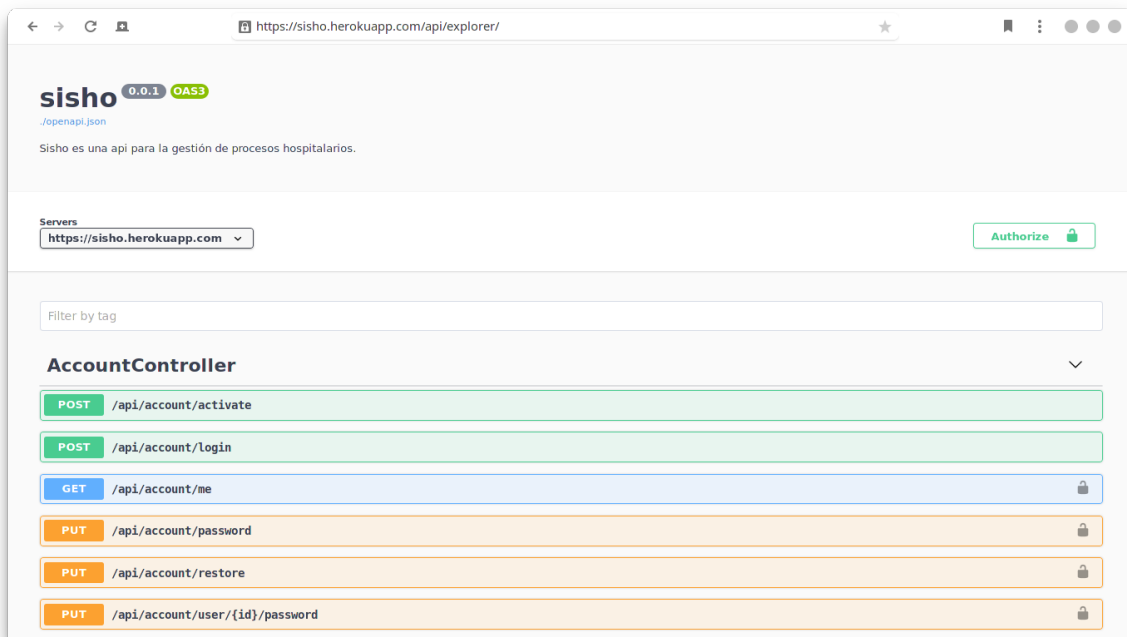 https://sisho.herokuapp.com/api/explorer/
sisho 0.0.1 OAS3
./openapi.json
Sisho es una api para la gestión de procesos hospitalarios.
Servers
https://sisho.herokuapp.com
Authorize
Filter by tag
AccountController
POST /api/account/activate
POST /api/account/login
GET /api/account/me
PUT /api/account/password
PUT /api/account/restore
PUT /api/account/user/{id}/password